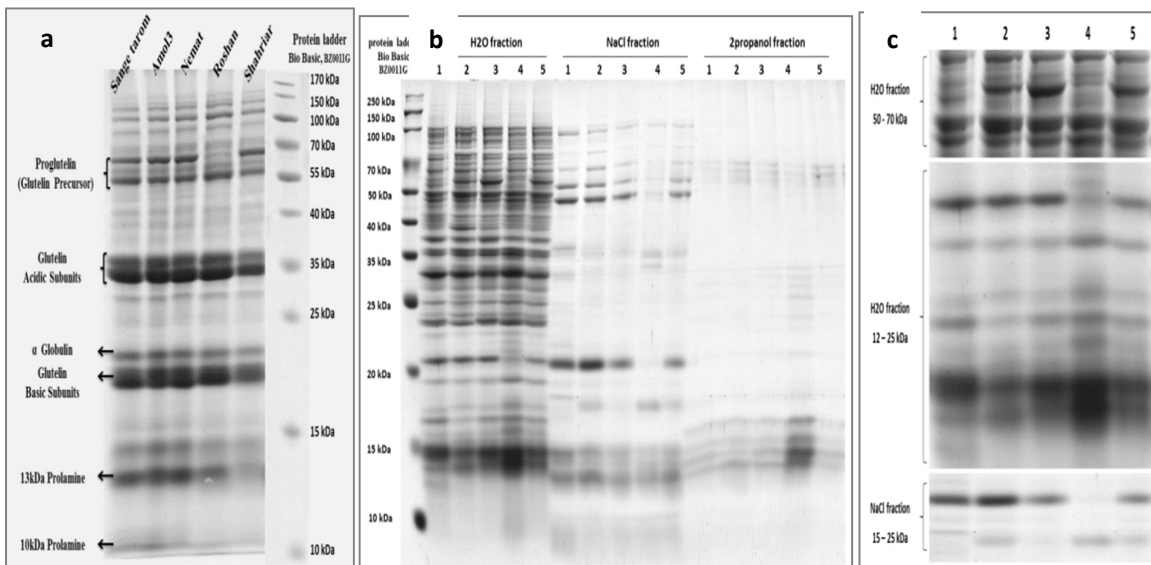 a
Sange tarom
Amol3
Nemat
Roshan
Shahriar
Protein ladder
Bio Basic, BZ0011G
170 kDa
150 kDa
100 kDa
70 kDa
55 kDa
40 kDa
35 kDa
25 kDa
15 kDa
10 kDa
Proglutelin
(Glutelin Precursor)
Glutelin
Acidic Subunits
α Globulin
Glutelin
Basic Subunits
13kDa Prolamine
10kDa Prolamine
b
protein lad
Bio Basic
BZ0011G
H2O fraction
NaCl fraction
2propanol fraction
1 2 3 4 5 1 2 3 4 5 1 2 3 4 5
250 kDa
150 kDa
100 kDa
70 kDa
50 kDa
40 kDa
35 kDa
25 kDa
20 kDa
15 kDa
10 kDa
c
1 2 3 4 5
H2O fraction
50-70 kDa
H2O fraction
12-25 kDa
NaCl fraction
15-25 kDa